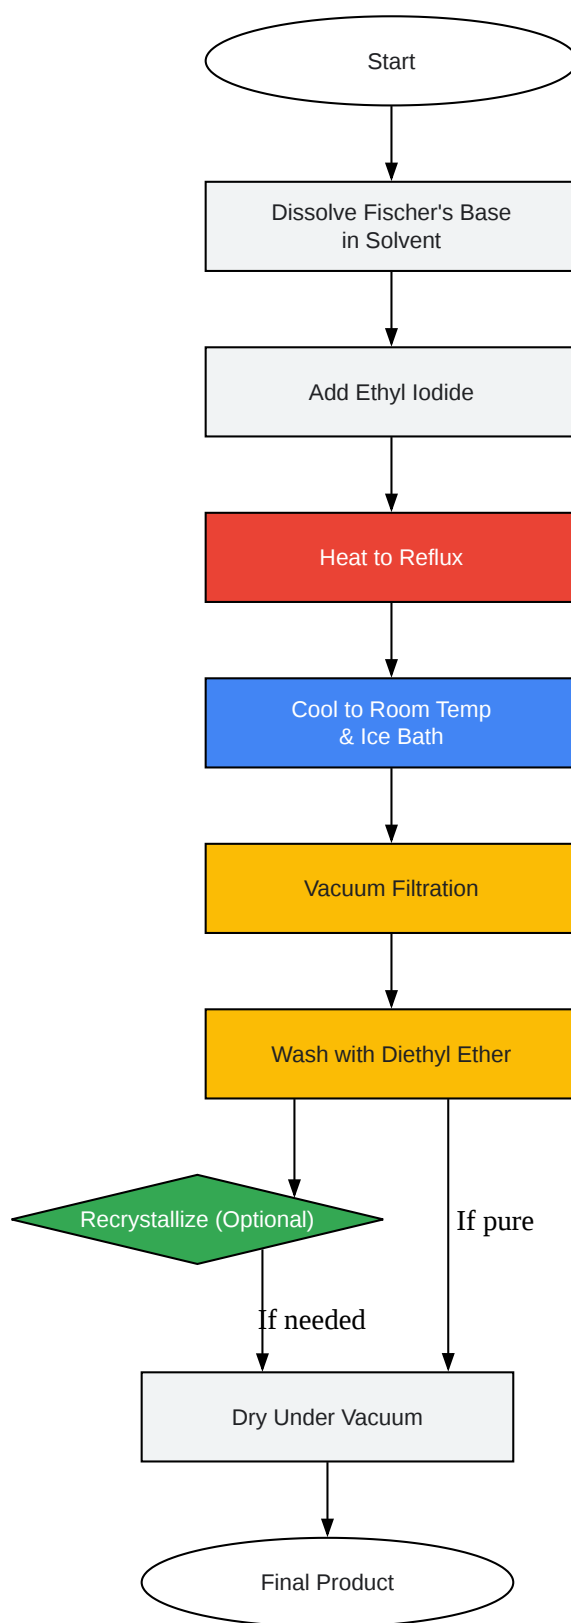 Start
Dissolve Fischer's Base
in Solvent
Add Ethyl Iodide
Heat to Reflux
Cool to Room Temp
& Ice Bath
Vacuum Filtration
Wash with Diethyl Ether
Recrystallize (Optional)
If pure
If needed
Dry Under Vacuum
Final Product